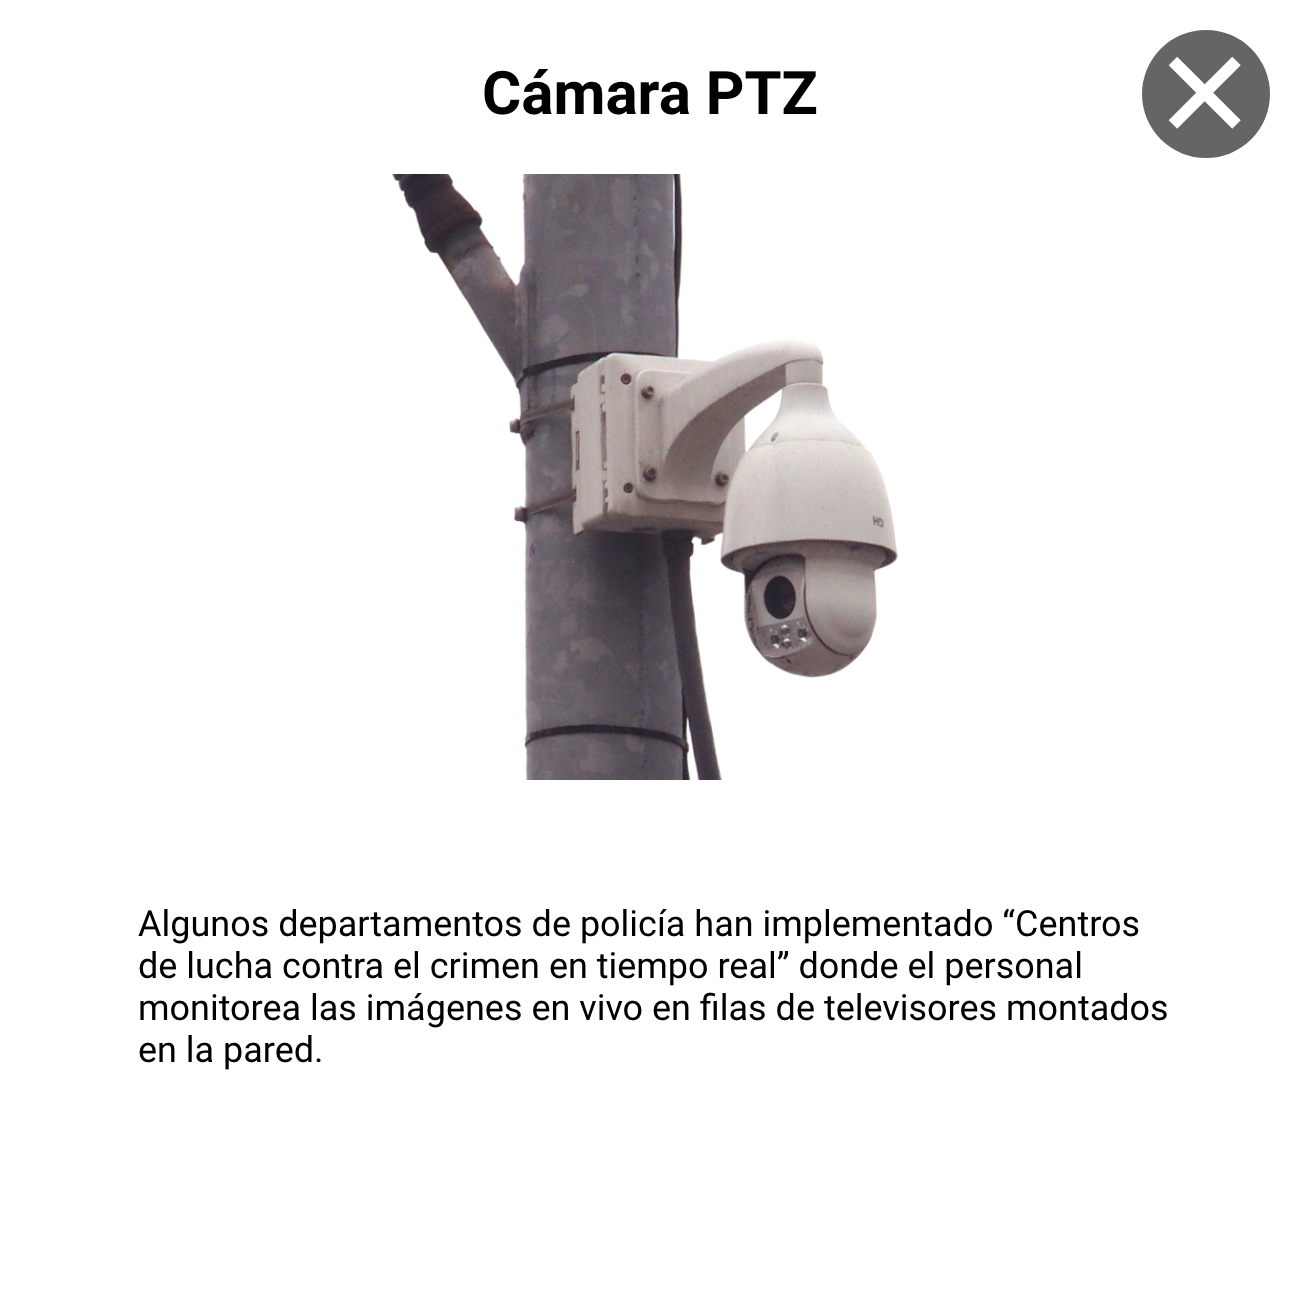 Cámara PTZ
HD
Algunos departamentos de policía han implementado “Centros
de lucha contra el crimen en tiempo real” donde el personal
monitorea las imágenes en vivo en filas de televisores montados
en la pared.